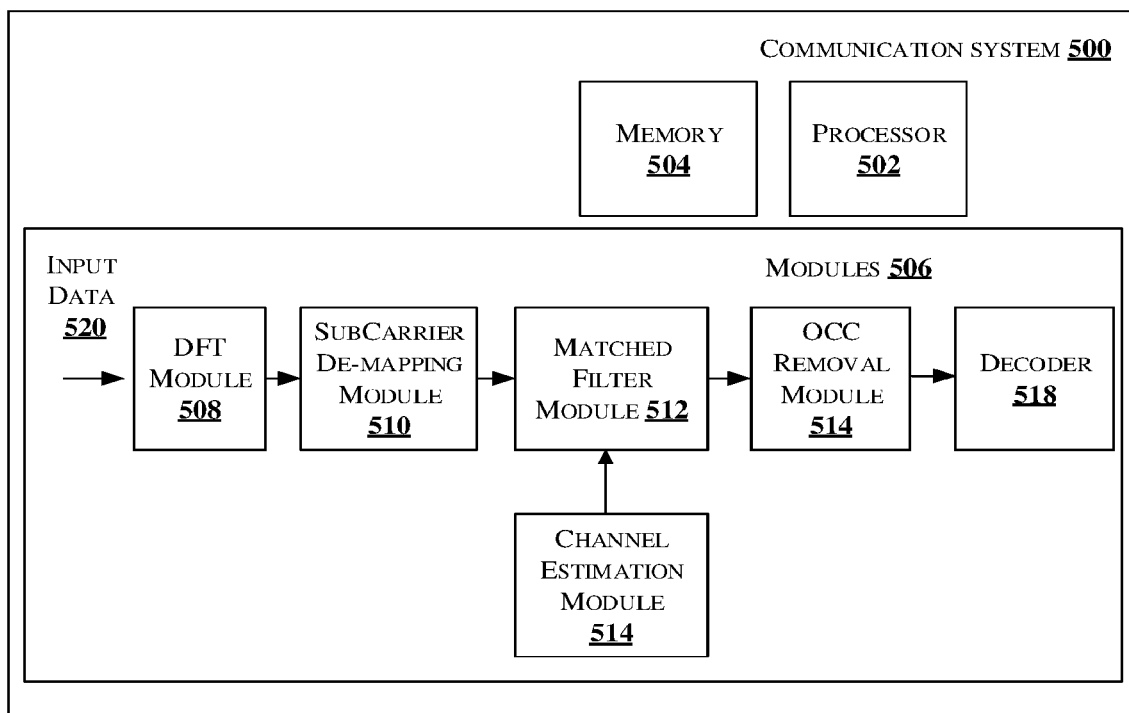 COMMUNICATION SYSTEM 500
MEMORY
504
PROCESSOR
502
INPUT
DATA
520
MODULES 506
DFT
MODULE
508
SUBCARRIER
DE-MAPPING
MODULE
510
MATCHED
FILTER
MODULE 512
OCC
REMOVAL
MODULE
514
DECODER
518
CHANNEL
ESTIMATION
MODULE
514